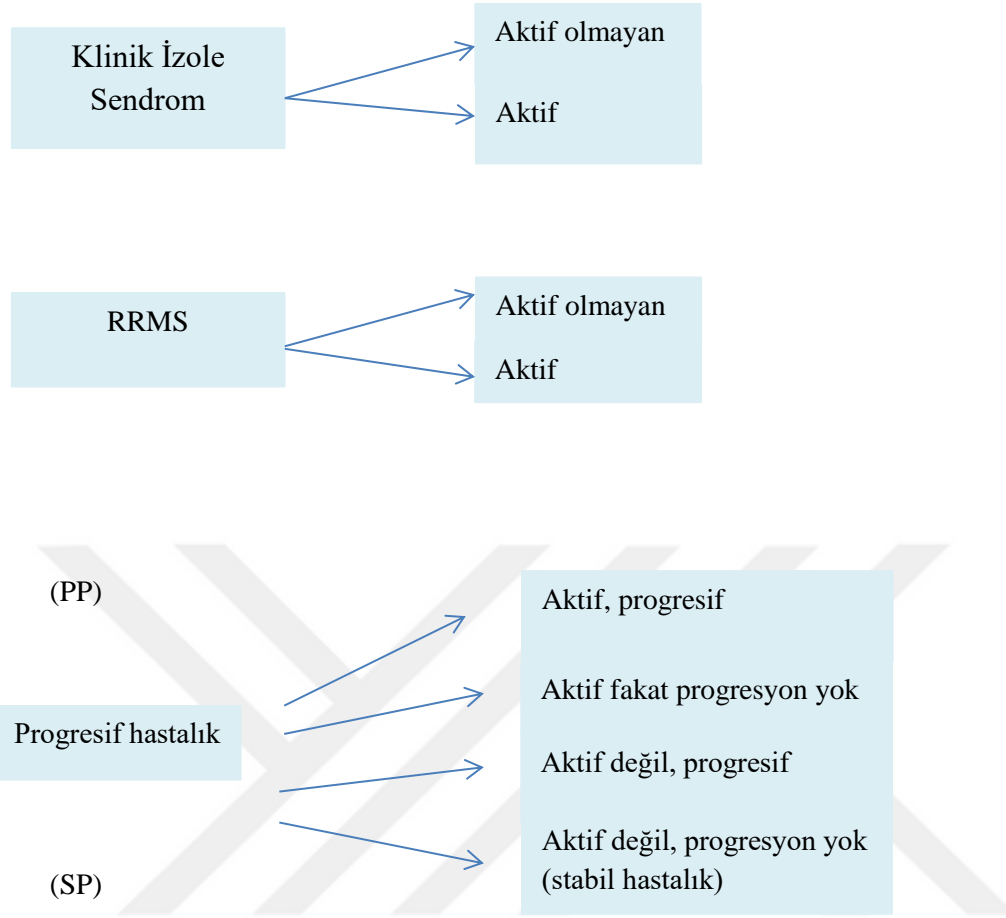 Klinik İzole
Sendrom
Aktif olmayan
Aktif
RRMS
Aktif olmayan
Aktif
(PP)
Progresif hastalık
(SP)
Aktif, progresif
Aktif fakat progresyon yok
Aktif değil, progresif
Aktif değil, progresyon yok
(stabil hastalık)